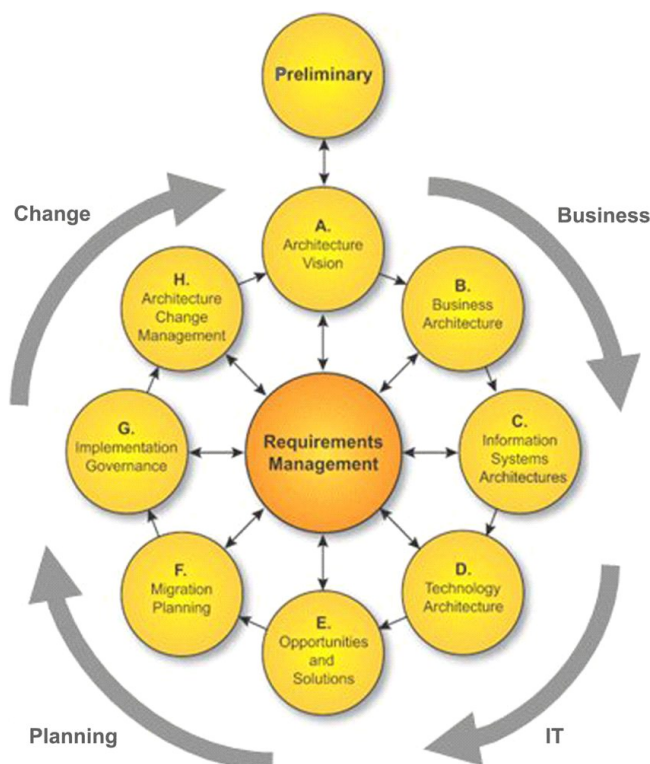 Preliminary
Change
Business
A.
Architecture
Vision
H.
Architecture
Change
Management
B.
Business
Architecture
G.
Implementation
Governance
Requirements
Management
C.
Information
Systems
Architectures
F.
Migration
Planning
D.
Technology
Architecture
E.
Opportunities
and
Solutions
Planning
IT